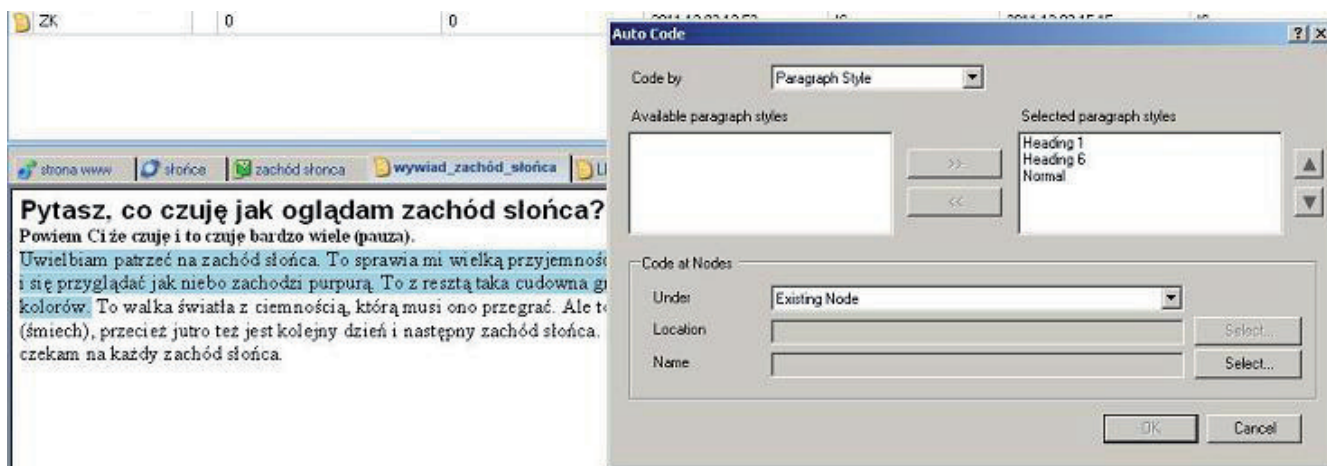 ZK 0 0
Auto Code
Code by Paragraph Style
Available paragraph styles Selected paragraph styles
Heading 1
Heading 6
Normal
>>
<<
strona www słońce zachód słonca wywiad_zachód_słońca
Pytasz, co czuję jak oglądam zachód słońca?
Powiem Ci że czuję i to czuję bardzo wiele (pauza).
Uwielbiam patrzeć na zachód słońca. To sprawia mi wielką
i się przyglądać jak niebo zachodzi purpurą. To z resztą taka cudowna
kolorów. To walka światła z ciemnością, którą musi ono przegrać. Ale
(śmiech), przecież jutro też jest kolejny dzień i następny zachód słońca.
czekam na każdy zachód słońca.
Code at Nodes
Under Existing Node
Location Select...
Name Select...
OK Cancel